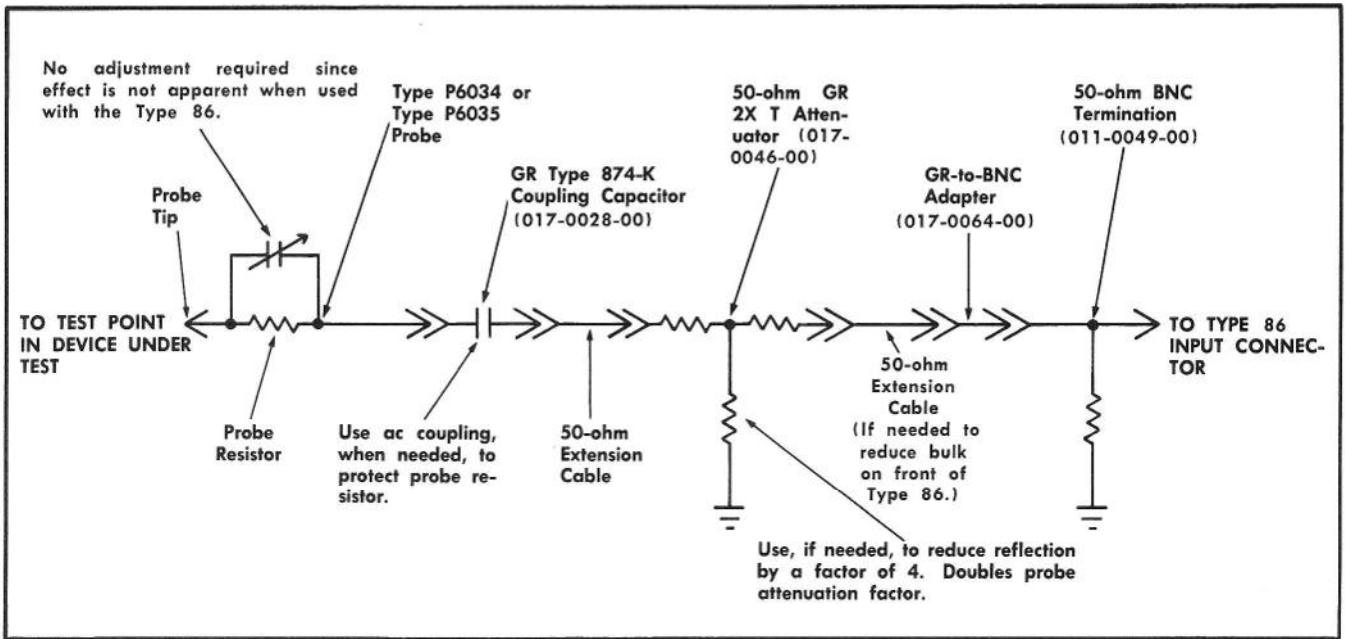 No adjustment required since
effect is not apparent when used
with the Type 86.
Type P6034 or
Type P6035
Probe
50-ohm GR
2X T Atten-
uator (017-
0046-00)
50-ohm BNC
Termination
(011-0049-00)
Probe
Tip
GR Type 874-K
Coupling Capacitor
(017-0028-00)
GR-to-BNC
Adapter
(017-0064-00)
TO TEST POINT
IN DEVICE UNDER
TEST
TO TYPE 86
INPUT CONNEC-
TOR
Probe
Resistor
Use ac coupling,
when needed, to
protect probe re-
sistor.
50-ohm
Extension
Cable
50-ohm
Extension
Cable
(If needed to
reduce bulk
on front of
Type 86.)
Use, if needed, to reduce reflection
by a factor of 4. Doubles probe
attenuation factor.